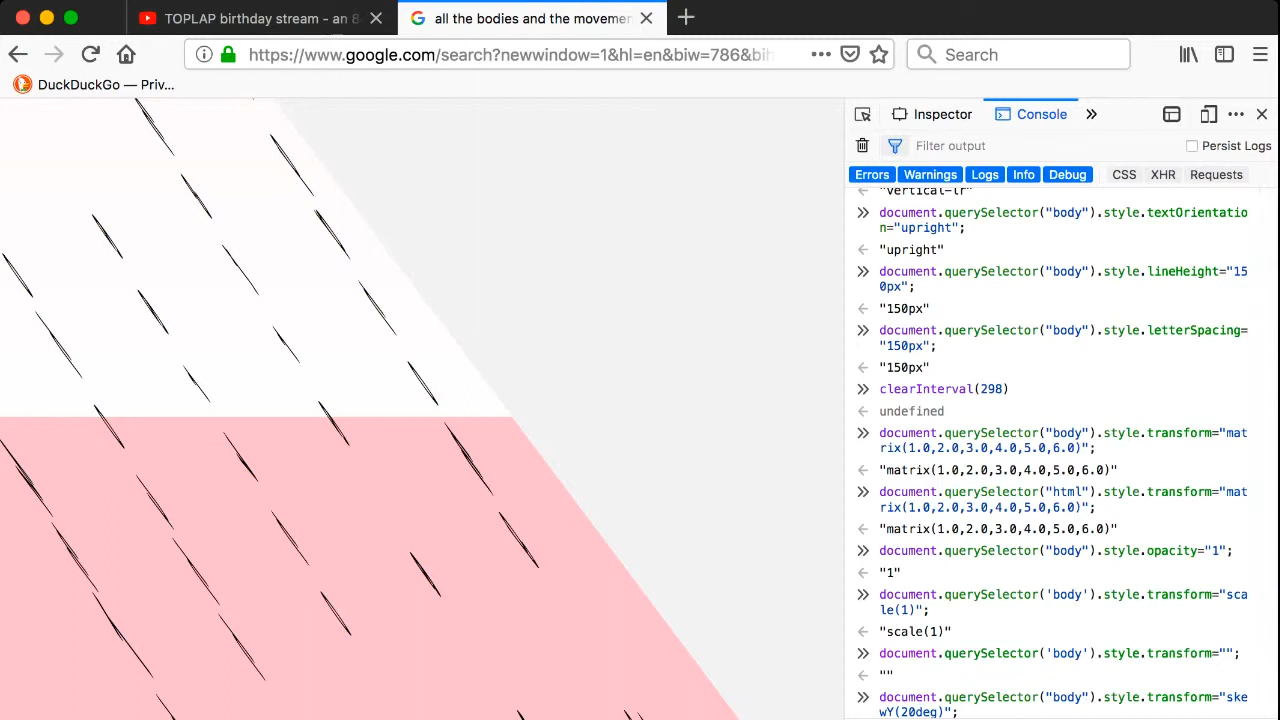 TOPLAP birthday stream - an 8
all the bodies and the movemen
https://www.google.com/search?newwindow=1&hl=en&biw=786&bih
Search
DuckDuckGo — Priv...
Inspector
Console
Filter output
Persist Logs
Errors
Warnings
Logs
Info
Debug
CSS
XHR
Requests
"vertical-lr"
document.querySelector("body").style.textOrientatio
n="upright";
"upright"
document.querySelector("body").style.lineHeight="15
0px";
"150px"
document.querySelector("body").style.letterSpacing=
"150px";
"150px"
clearInterval(298)
undefined
document.querySelector("body").style.transform="mat
rix(1.0,2.0,3.0,4.0,5.0,6.0)";
"matrix(1.0,2.0,3.0,4.0,5.0,6.0)"
document.querySelector("html").style.transform="mat
rix(1.0,2.0,3.0,4.0,5.0,6.0)";
"matrix(1.0,2.0,3.0,4.0,5.0,6.0)"
document.querySelector("body").style.opacity="1";
"1"
document.querySelector('body').style.transform="sca
le(1)";
"scale(1)"
document.querySelector('body').style.transform="";
""
document.querySelector("body").style.transform="ske
wY(20deg)";